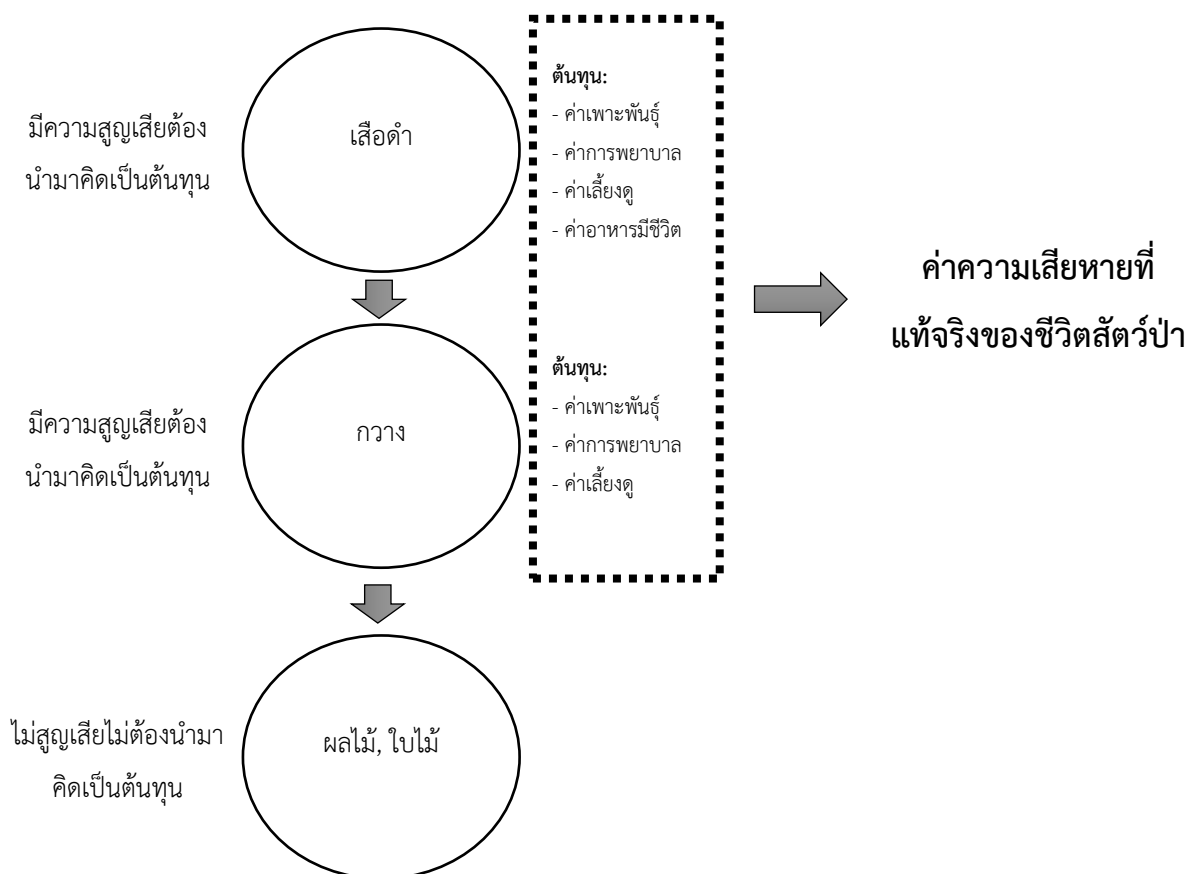 มีความสูญเสียต้อง
นำมาคิดเป็นต้นทุน
เสือดำ
ต้นทุน:
- ค่าเพาะพันธุ์
- ค่าการพยาบาล
- ค่าเลี้ยงดู
- ค่าอาหารมีชีวิต
ค่าความเสียหายที่
แท้จริงของชีวิตสัตว์ป่า
มีความสูญเสียต้อง
นำมาคิดเป็นต้นทุน
กวาง
ต้นทุน:
- ค่าเพาะพันธุ์
- ค่าการพยาบาล
- ค่าเลี้ยงดู
ไม่สูญเสียไม่ต้องนำมา
คิดเป็นต้นทุน
ผลไม้, ใบไม้